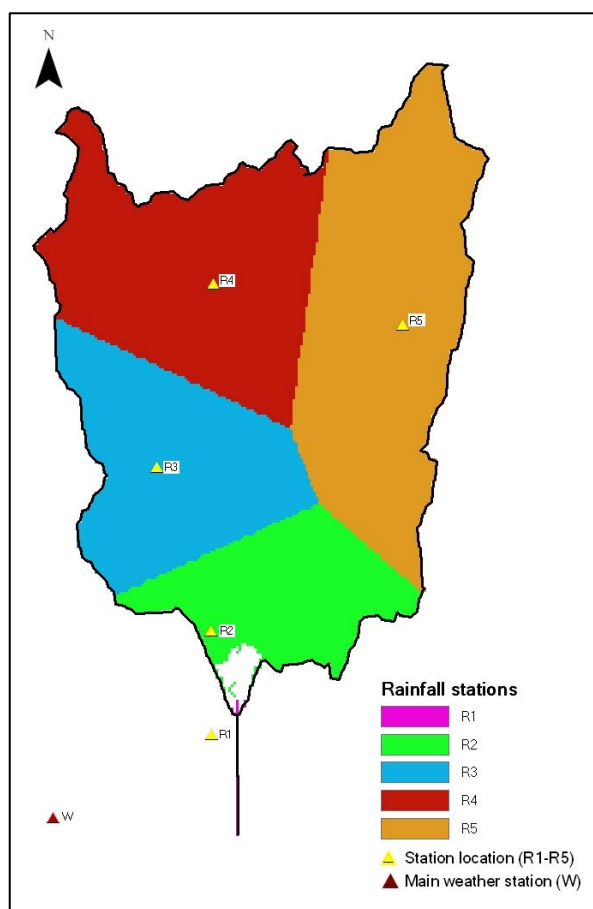 N
R4
R5
R3
R2
R1
W
Rainfall stations
R1
R2
R3
R4
R5
Station location (R1-R5)
Main weather station (W)